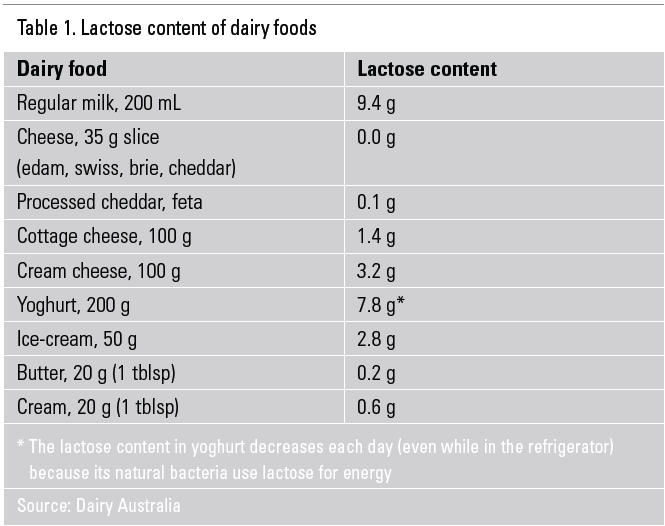 Table 1. Lactose content of dairy foods
Dairy food Lactose content
Regular milk, 200 mL 9.4 g
Cheese, 35 g slice 0.0 g
(edam, swiss, brie, cheddar)
Processed cheddar, feta 0.1 g
Cottage cheese, 100 g 1.4 g
Cream cheese, 100 g 3.2 g
Yoghurt, 200 g 7.8 g*
Ice-cream, 50 g 2.8 g
Butter, 20 g (1 tblsp) 0.2 g
Cream, 20 g (1 tblsp) 0.6 g
* The lactose content in yoghurt decreases each day (even while in the refrigerator)
because its natural bacteria use lactose for energy
Source: Dairy Australia